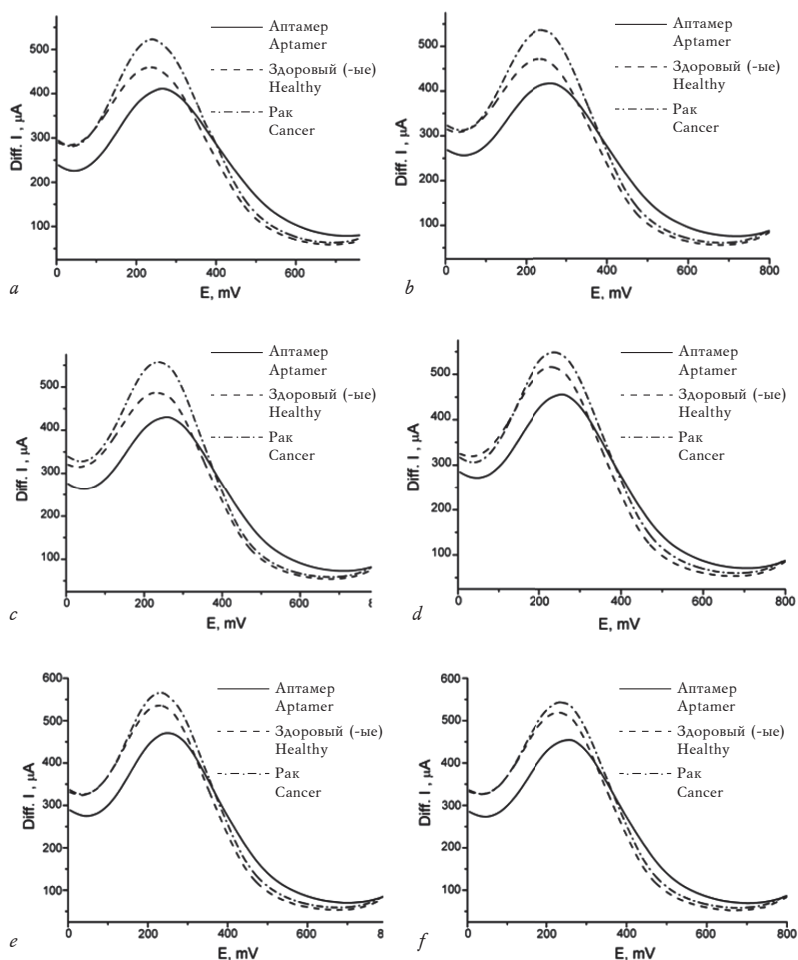 Diff. I , µA
500
400
300
200
100
0
200
400
600
E, mV
Аптамер
Aptamer
Здоровый (-ые)
Healthy
Рак
Cancer
a
Diff. I , µA
500
400
300
200
100
0
200
400
600
800
E, mV
Аптамер
Aptamer
Здоровый (-ые)
Healthy
Рак
Cancer
b
Diff. I , µA
500
400
300
200
100
0
200
400
600
E, mV
Аптамер
Aptamer
Здоровый (-ые)
Healthy
Рак
Cancer
c
Diff. I , µA
500
400
300
200
100
0
200
400
600
800
E, mV
Аптамер
Aptamer
Здоровый (-ые)
Healthy
Рак
Cancer
d
Diff. I , µA
600
500
400
300
200
100
0
200
400
600
E, mV
Аптамер
Aptamer
Здоровый (-ые)
Healthy
Рак
Cancer
e
Diff. I , µA
600
500
400
300
200
100
0
200
400
600
800
E, mV
Аптамер
Aptamer
Здоровый (-ые)
Healthy
Рак
Cancer
f